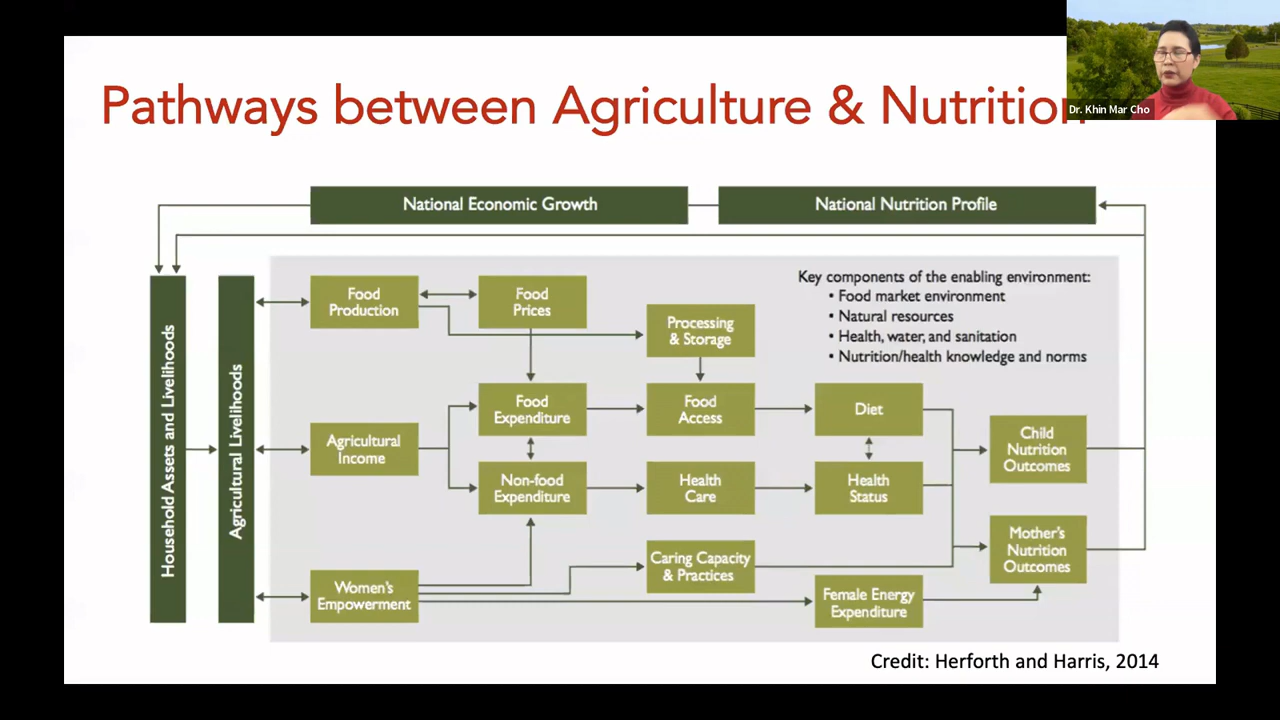 Pathways between Agriculture & Nutrition
Dr. Khin Mar Cho
National Economic Growth
National Nutrition Profile
Household Assets and Livelihoods
Agricultural Livelihoods
Food
Production
Food
Prices
Processing
& Storage
Key components of the enabling environment:
• Food market environment
• Natural resources
• Health, water, and sanitation
• Nutrition/health knowledge and norms
Agricultural
Income
Food
Expenditure
Food
Access
Diet
Non-food
Expenditure
Health
Care
Health
Status
Child
Nutrition
Outcomes
Women's
Empowerment
Caring Capacity
& Practices
Female Energy
Expenditure
Mother's
Nutrition
Outcomes
Credit: Herforth and Harris, 2014